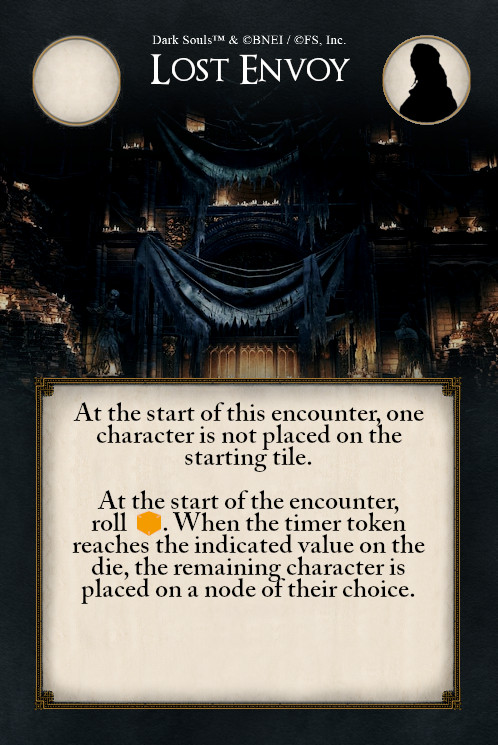 Dark Souls™ & ©BNEI / ©FS, Inc.
Lost Envoy
At the start of this encounter, one
character is not placed on the
starting tile.
At the start of the encounter,
roll . When the timer token
reaches the indicated value on the
die, the remaining character is
placed on a node of their choice.